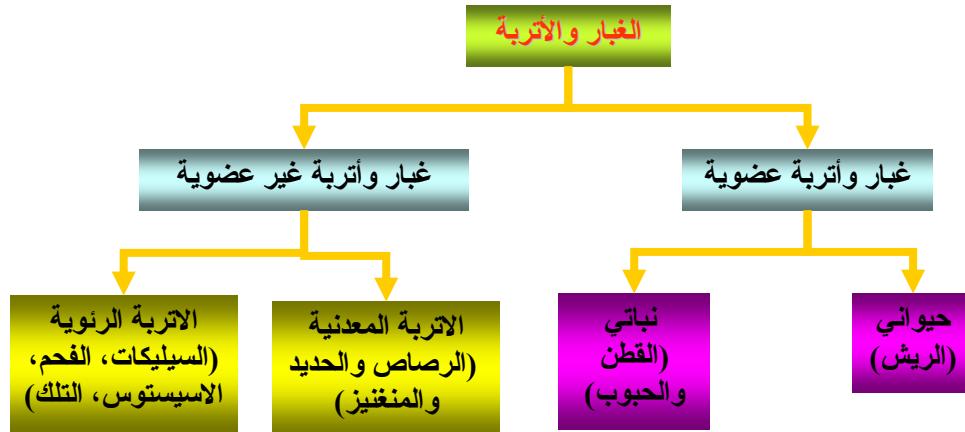 الغبار والأتربة
غبار وأتربة عضوية
غبار وأتربة غير عضوية
حيواني
(الريش)
نباتي
(القطن
والحبوب)
الاتربة المعدنية
(الرصاص والحديد
والمنغنيز)
الاتربة الرئوية
(السيليكات، الفحم،
الاسيستوس، التلك)